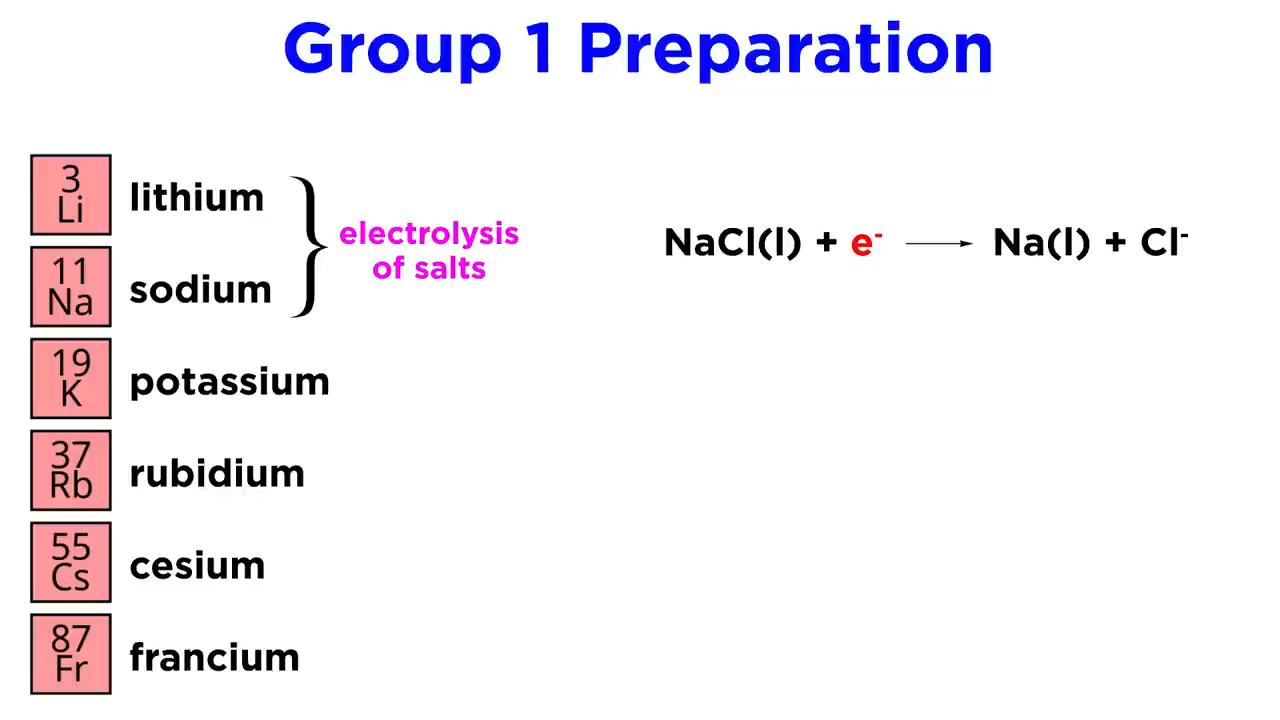 Group 1 Preparation
3
Li
lithium
11
Na
sodium
electrolysis
of salts
NaCl(l) + e⁻ ⟶ Na(l) + Cl⁻
19
K
potassium
37
Rb
rubidium
55
Cs
cesium
87
Fr
francium